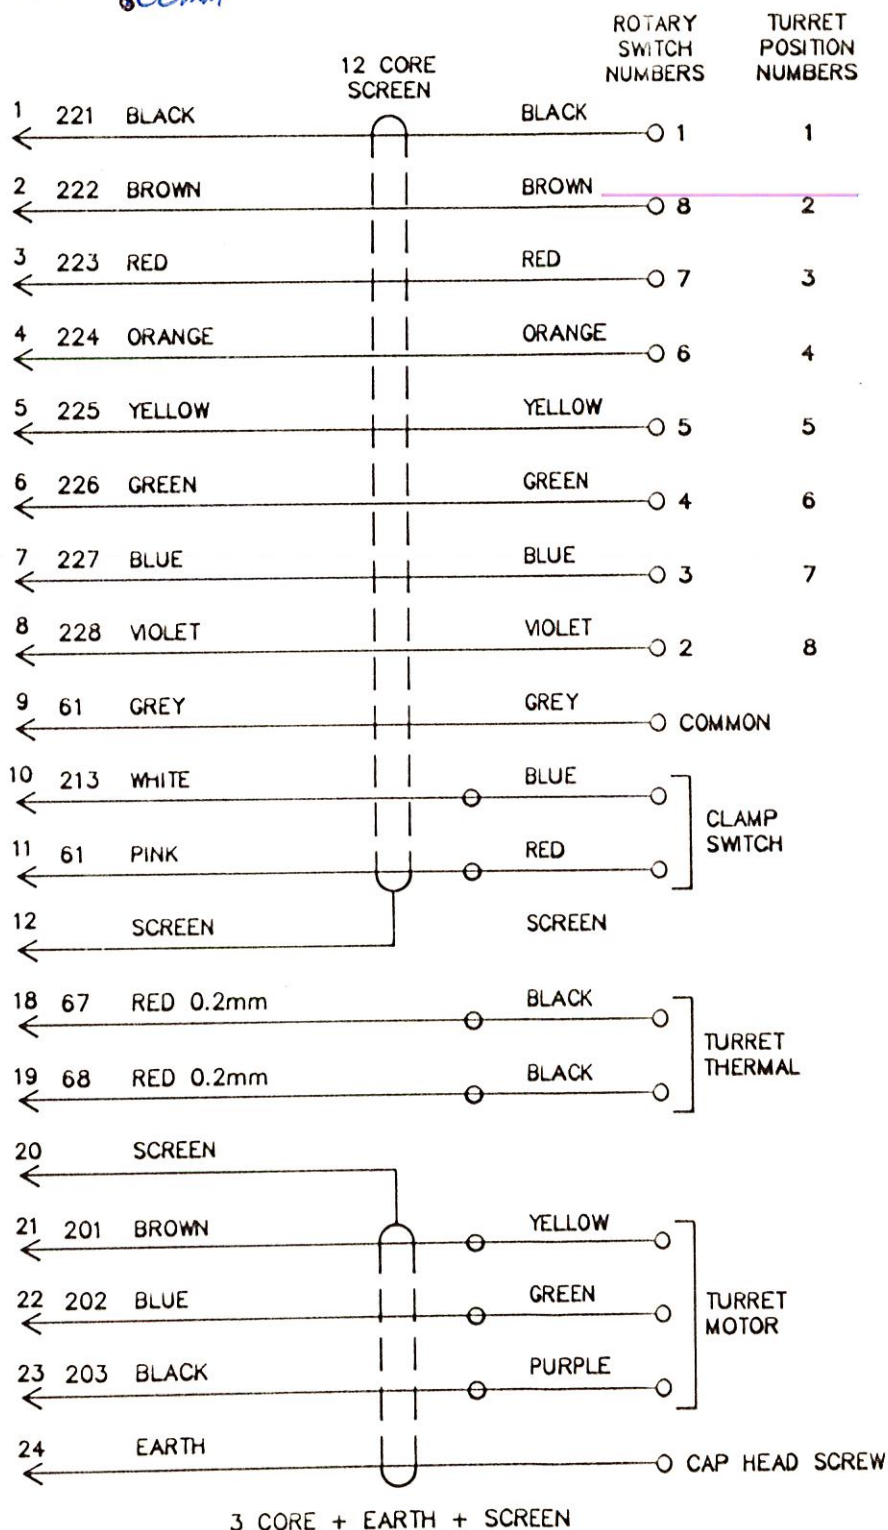 ROTARY SWITCH NUMBERS
TURRET POSITION NUMBERS
12 CORE SCREEN
1 221 BLACK BLACK 1 1
2 222 BROWN BROWN 8 2
3 223 RED RED 7 3
4 224 ORANGE ORANGE 6 4
5 225 YELLOW YELLOW 5 5
6 226 GREEN GREEN 4 6
7 227 BLUE BLUE 3 7
8 228 VIOLET VIOLET 2 8
9 61 GREY GREY COMMON
10 213 WHITE BLUE
CLAMP SWITCH
11 61 PINK RED
12 SCREEN SCREEN
18 67 RED 0.2mm BLACK
TURRET THERMAL
19 68 RED 0.2mm BLACK
20 SCREEN
21 201 BROWN YELLOW
22 202 BLUE GREEN
TURRET MOTOR
23 203 BLACK PURPLE
24 EARTH CAP HEAD SCREW
3 CORE + EARTH + SCREEN